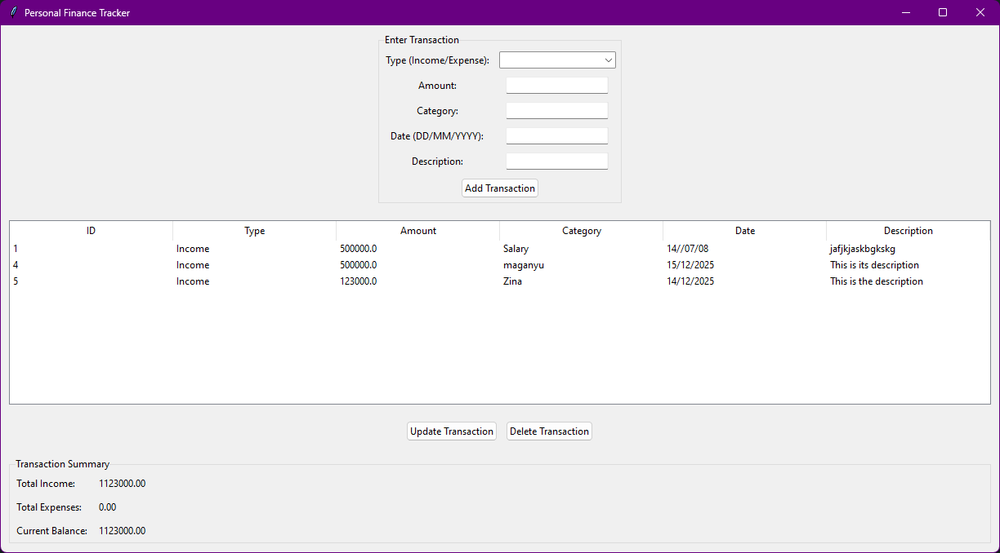 Personal Finance Tracker
Enter Transaction
Type (Income/Expense):
Amount:
Category:
Date (DD/MM/YYYY):
Description:
Add Transaction
ID Type Amount Category Date Description
1 Income 500000.0 Salary 14//07/08 jafjkjaskbgkskg
4 Income 500000.0 maganyu 15/12/2025 This is its description
5 Income 123000.0 Zina 14/12/2025 This is the description
Update Transaction Delete Transaction
Transaction Summary
Total Income: 1123000.00
Total Expenses: 0.00
Current Balance: 1123000.00